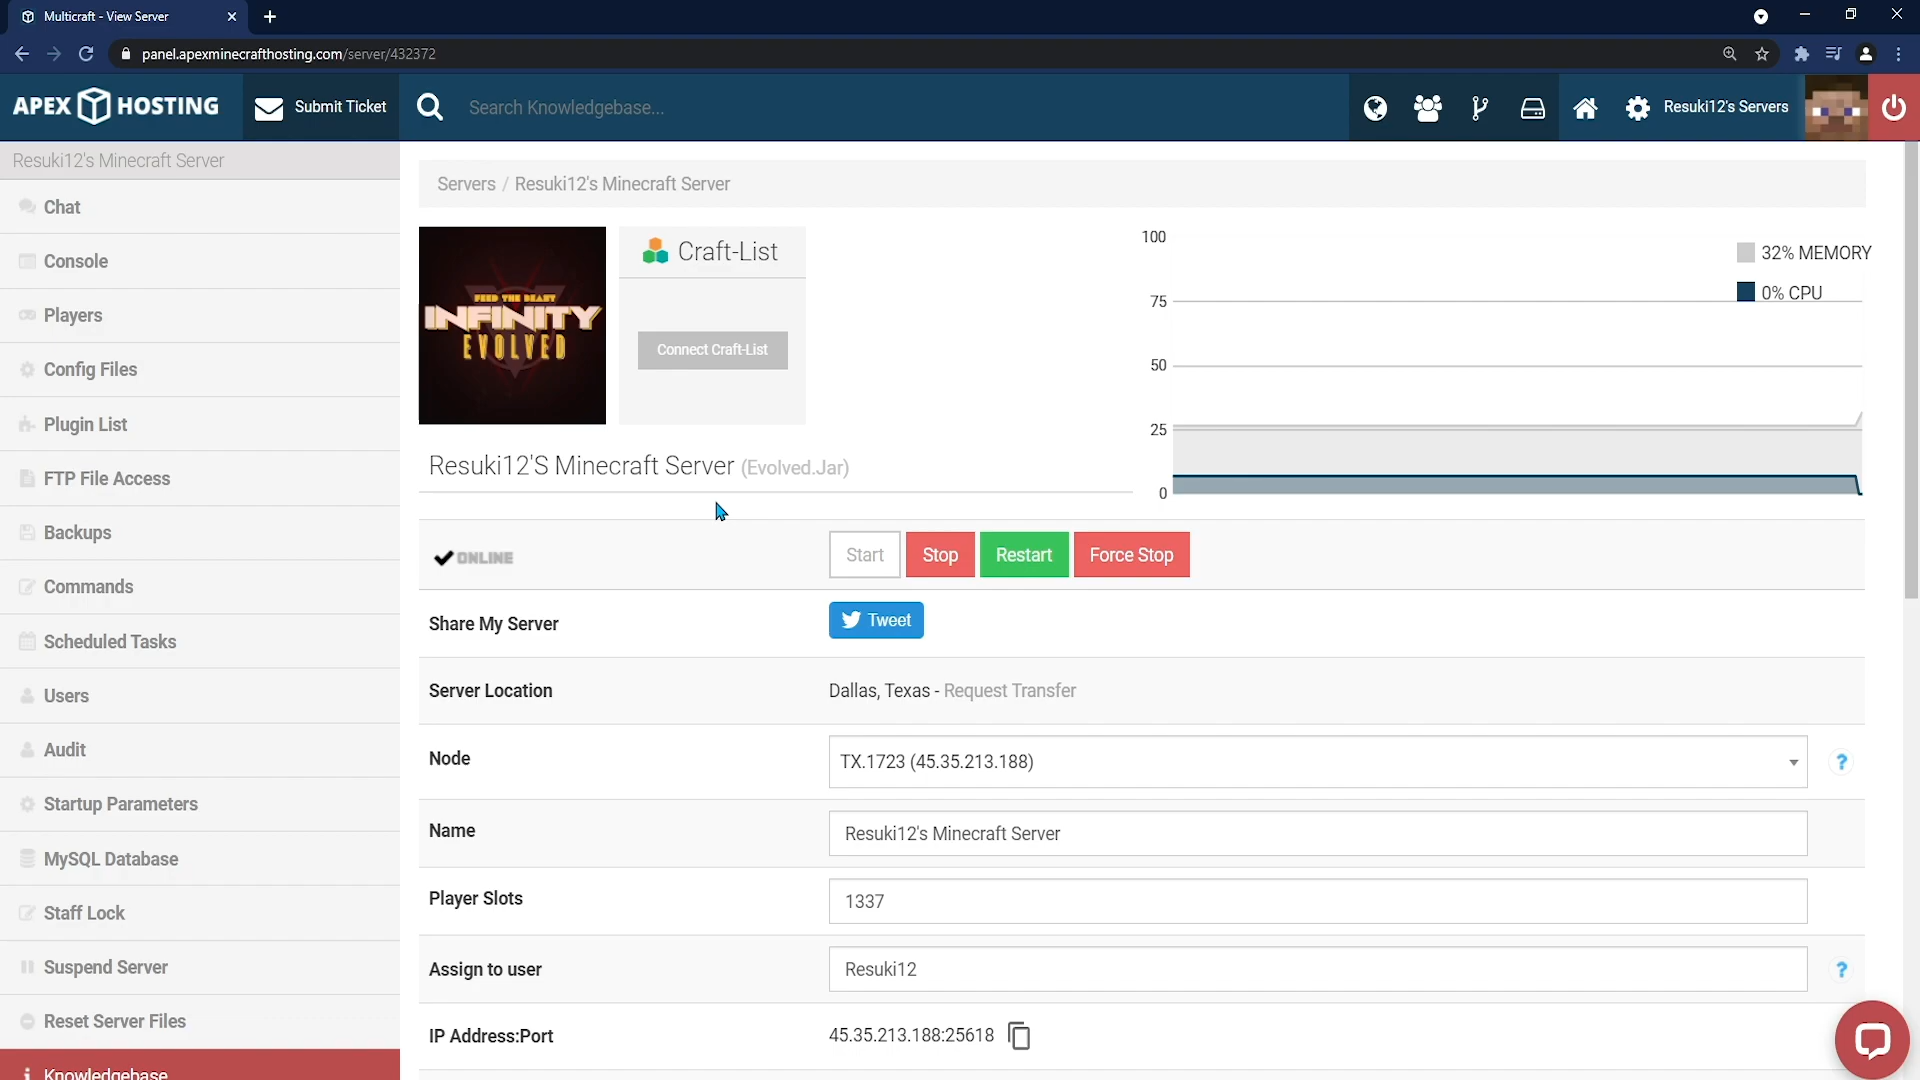 Multicraft - View Server
panel.apexminecrafthosting.com/server/432372
APEX HOSTING
Submit Ticket
Search Knowledgebase...
Resuki12's Servers
Resuki12's Minecraft Server
Chat
Console
Players
Config Files
Plugin List
FTP File Access
Backups
Commands
Scheduled Tasks
Users
Audit
Startup Parameters
MySQL Database
Staff Lock
Suspend Server
Reset Server Files
Knowledgebase
Servers / Resuki12's Minecraft Server
FEED THE BEAST
INFINITY
EVOLVED
Craft-List
Connect Craft-List
100
75
50
25
0
32% MEMORY
0% CPU
Resuki12'S Minecraft Server (Evolved.Jar)
ONLINE
Start
Stop
Restart
Force Stop
Share My Server
Tweet
Server Location
Dallas, Texas - Request Transfer
Node
TX.1723 (45.35.213.188)
?
Name
Resuki12's Minecraft Server
Player Slots
1337
Assign to user
Resuki12
?
IP Address:Port
45.35.213.188:25618